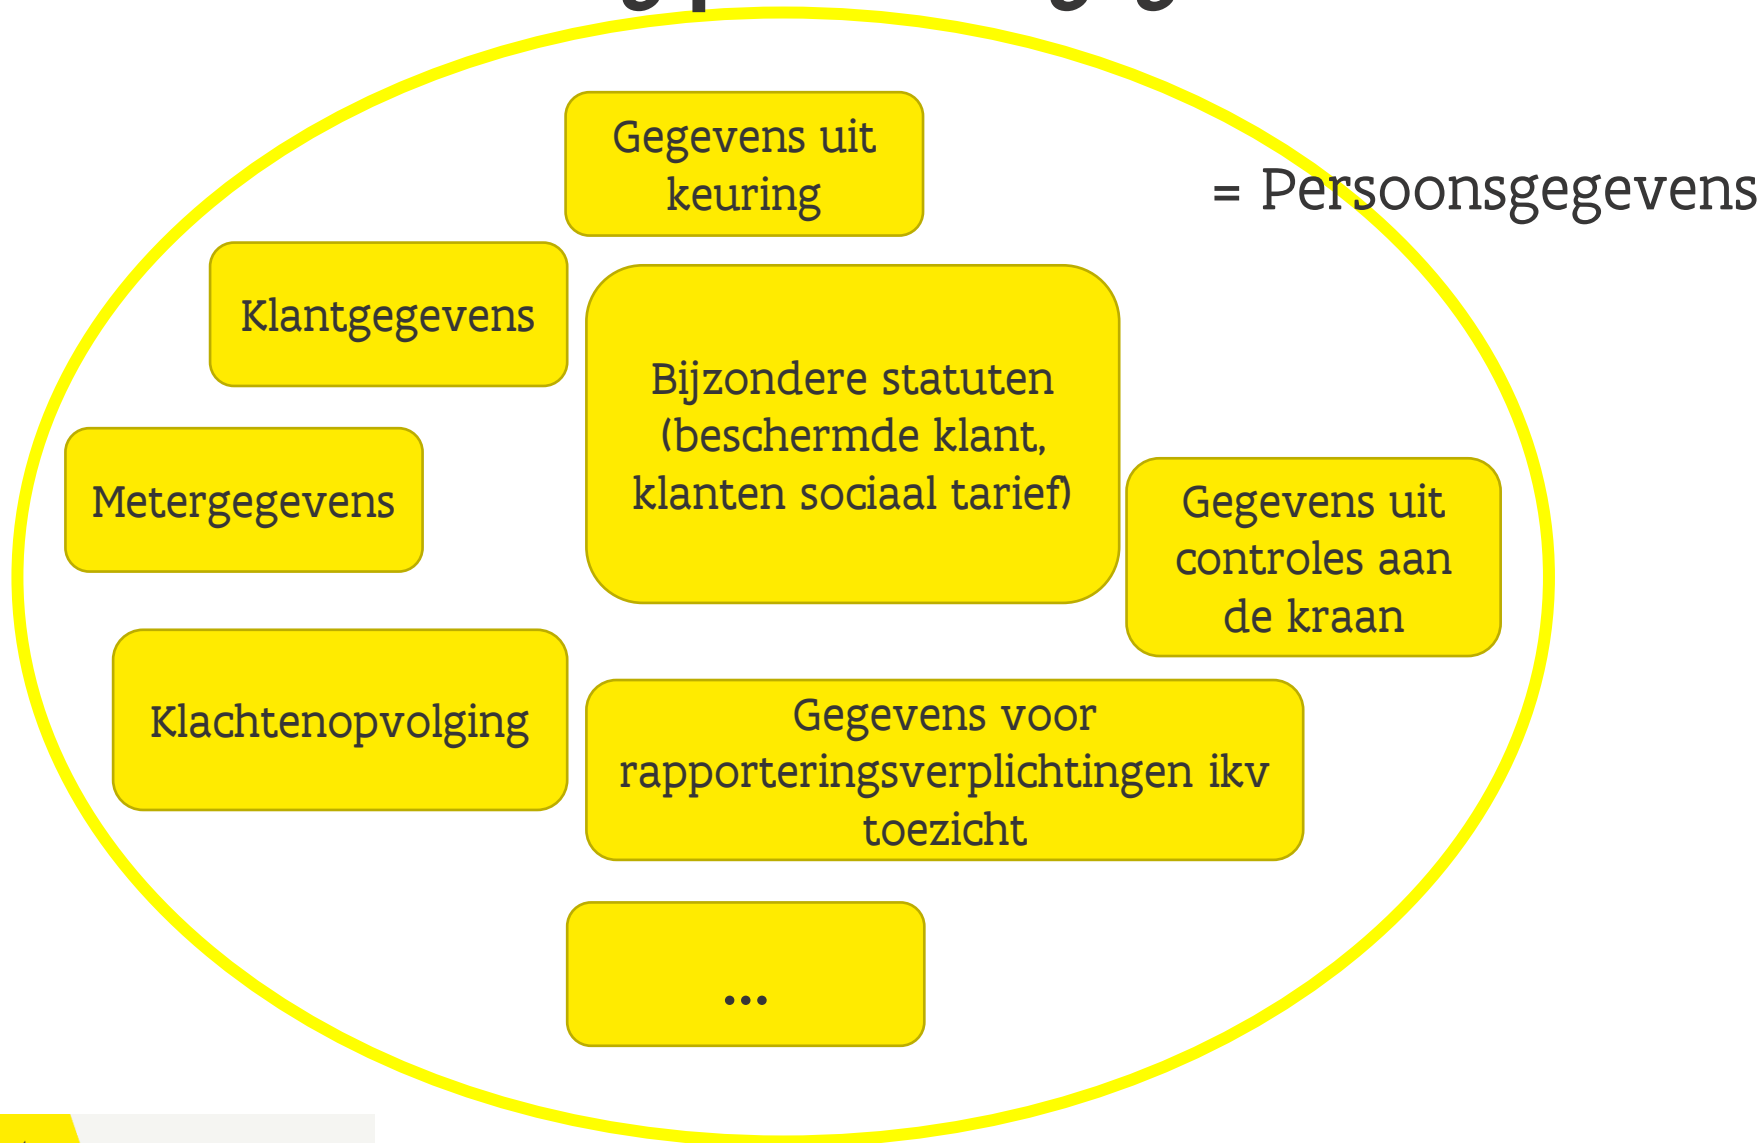 Gegevens uit
keuring
= Persoonsgegevens
Klantgegevens
Bijzondere statuten
(beschermde klant,
klanten sociaal tarief)
Metergegevens
Gegevens uit
controles aan
de kraan
Klachtenopvolging
Gegevens voor
rapporteringsverplichtingen ikv
toezicht
...